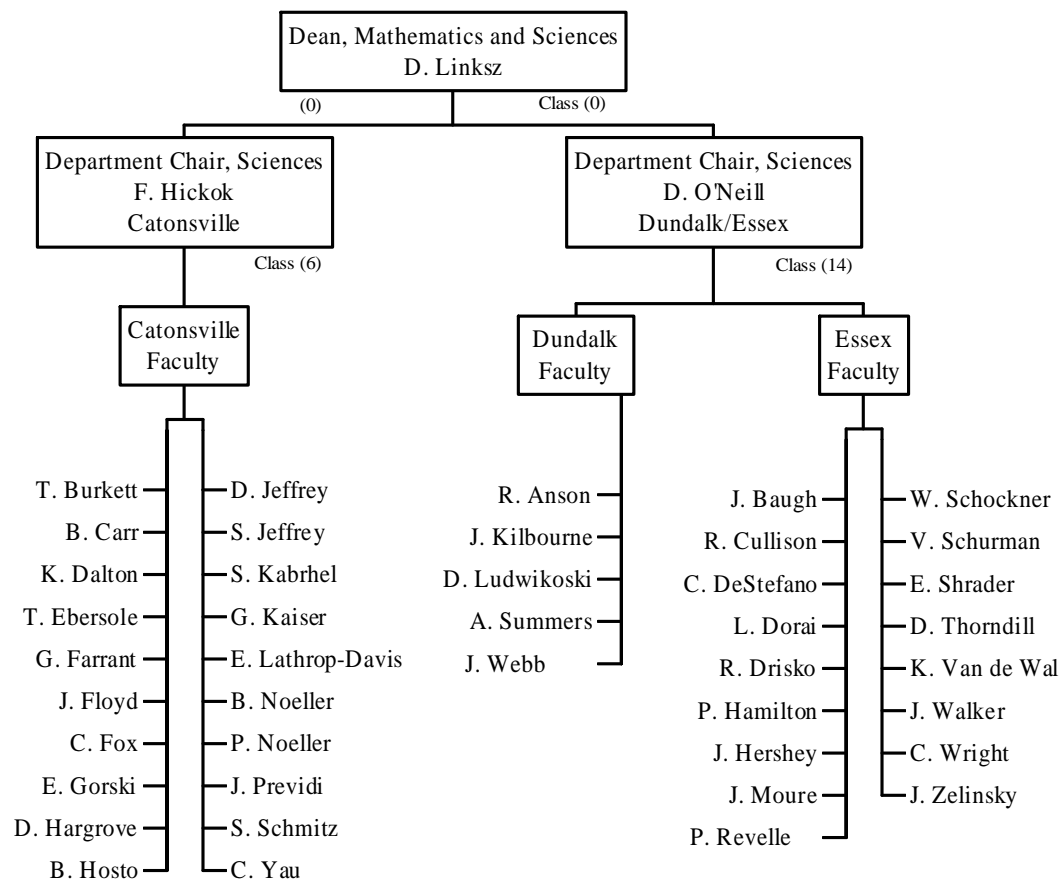 Dean, Mathematics and Sciences
D. Linksz
(0)
Class (0)
Department Chair, Sciences
F. Hickok
Catonsville
Class (6)
Department Chair, Sciences
D. O'Neill
Dundalk/Essex
Class (14)
Catonsville
Faculty
T. Burkett
B. Carr
K. Dalton
T. Ebersole
G. Farrant
J. Floyd
C. Fox
E. Gorski
D. Hargrove
B. Hosto
D. Jeffrey
S. Jeffrey
S. Kabrhel
G. Kaiser
E. Lathrop-Davis
B. Noeller
P. Noeller
J. Previdi
S. Schmitz
C. Yau
Dundalk
Faculty
R. Anson
J. Kilbourne
D. Ludwikoski
A. Summers
J. Webb
Essex
Faculty
J. Baugh
R. Cullison
C. DeStefano
L. Dorai
R. Drisko
P. Hamilton
J. Hershey
J. Moure
P. Revelle
W. Schockner
V. Schurman
E. Shrader
D. Thorndill
K. Van de Wal
J. Walker
C. Wright
J. Zelinsky